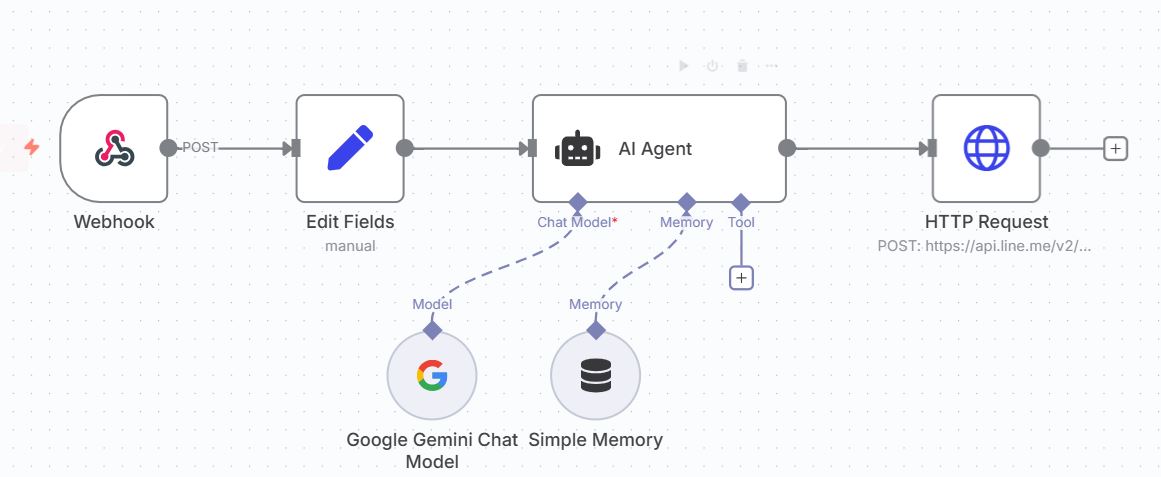 POST
AI Agent
Webhook
Edit Fields
manual
Chat Model*
Memory
Tool
HTTP Request
POST: https://api.line.me/v2/...
Model
Memory
Google Gemini Chat
Model
Simple Memory